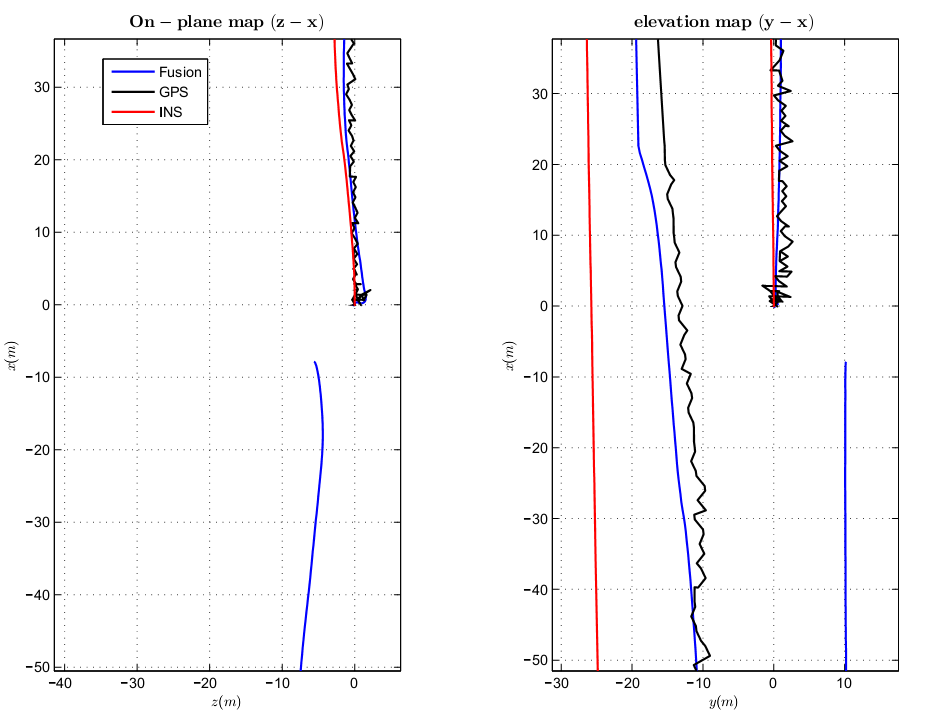 On − plane map (z − x)
Fusion
GPS
INS
30
20
10
0
−10
−20
−30
−40
−50
x(m)
−40 −30 −20 −10 0
z(m)
elevation map (y − x)
30
20
10
0
−10
−20
−30
−40
−50
x(m)
−30 −20 −10 0 10
y(m)